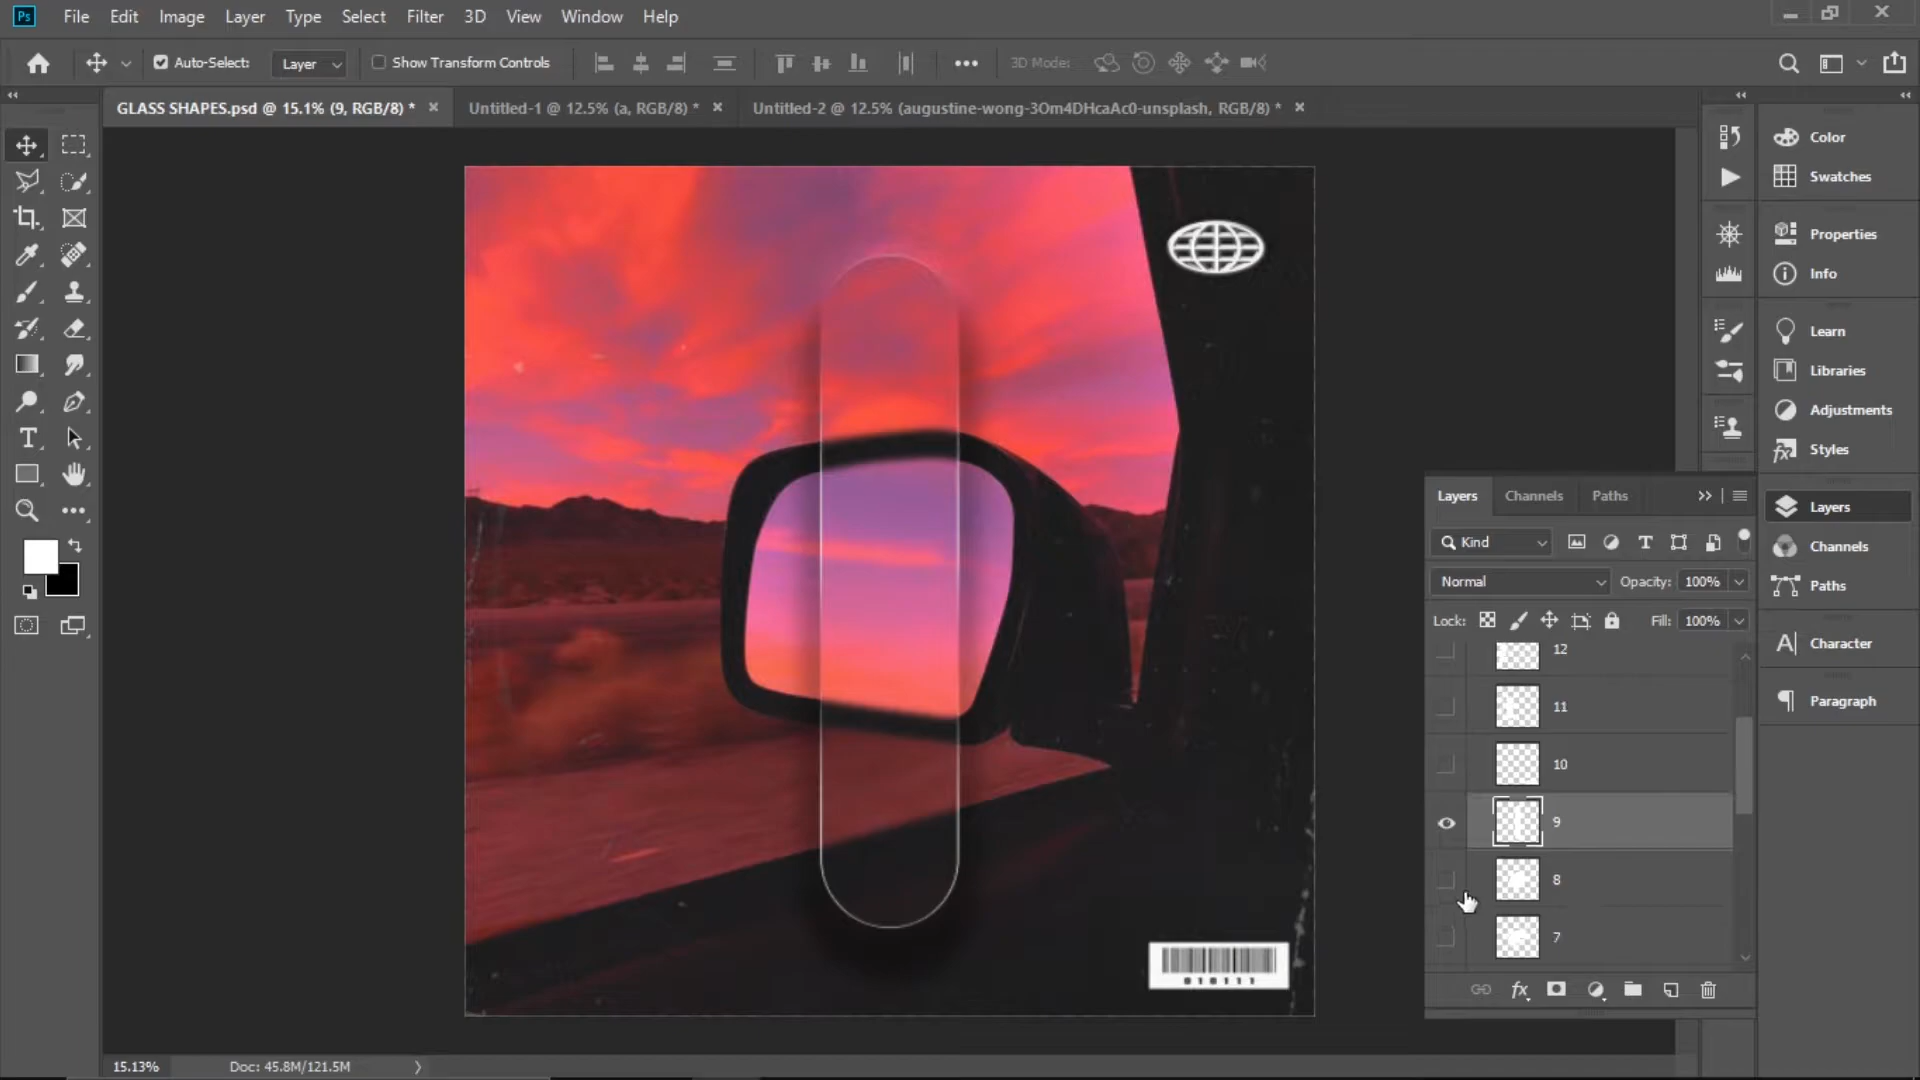 Ps File Edit Image Layer Type Select Filter 3D View Window Help
Auto-Select: Layer Show Transform Controls 3D Mode:
GLASS SHAPES.psd @ 15.1% (9, RGB/8) * Untitled-1 @ 12.5% (a, RGB/8) * Untitled-2 @ 12.5% (augustine-wong-3Om4DHcaAc0-unsplash, RGB/8) *
Color
Swatches
Properties
Info
Learn
Libraries
Adjustments
Styles
Layers
Channels
Paths
Character
Paragraph
Layers Channels Paths
Kind
Normal Opacity: 100%
Lock: Fill: 100%
12
11
10
9
8
7
fx
010111
15.13% Doc: 45.8M/121.5M